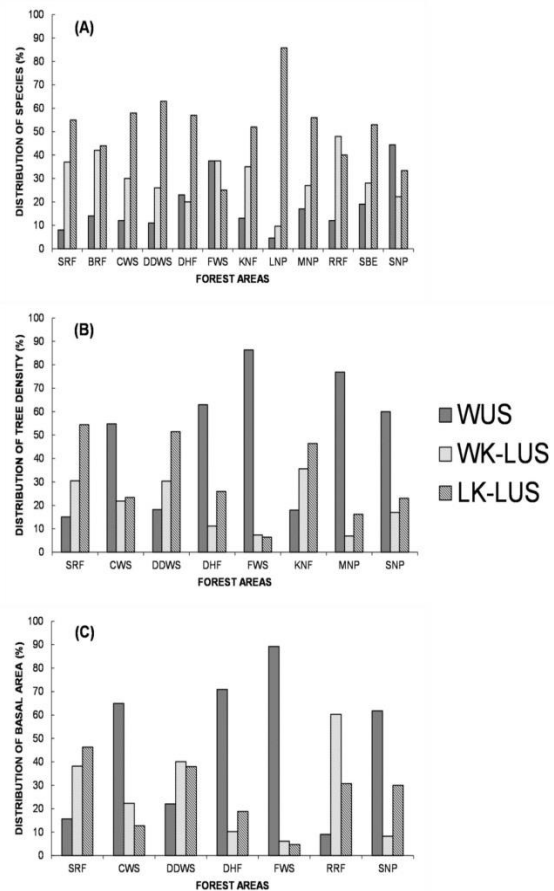 (A)
DISTRIBUTION OF SPECIES (%)
100
90
80
70
60
50
40
30
20
10
0
SRF BRF CWS DDWS DHF FWS KNF LNP MNP RRF SBE SNP
FOREST AREAS
(B)
DISTRIBUTION OF TREE DENSITY (%)
100
90
80
70
60
50
40
30
20
10
0
SRF CWS DDWS DHF FWS KNF MNP SNP
FOREST AREAS
WUS
WK-LUS
LK-LUS
(C)
DISTRIBUTION OF BASAL AREA (%)
100
90
80
70
60
50
40
30
20
10
0
SRF CWS DDWS DHF FWS RRF SNP
FOREST AREAS